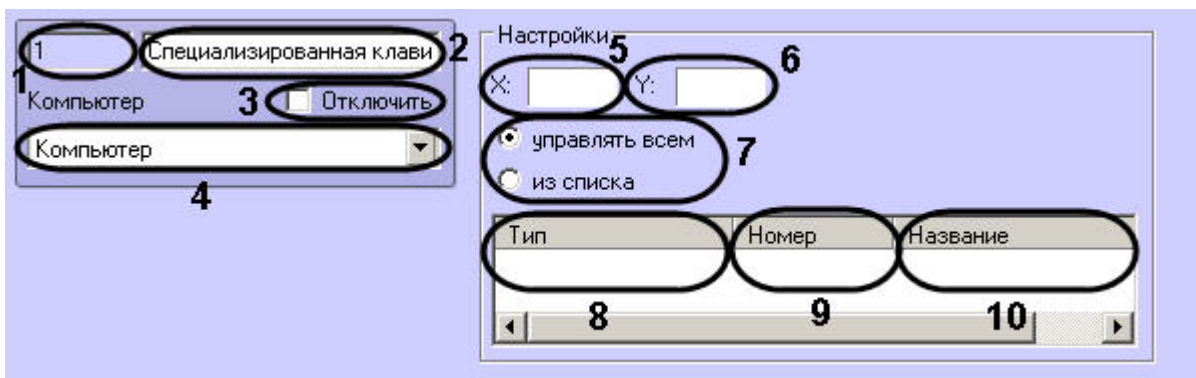 1 Специализированная клави 2
1
Компьютер 3 Отключить
Компьютер
4
Настройки
5 6
X: Y:
управлять всем
7
из списка
Тип Номер Название
8 9 10